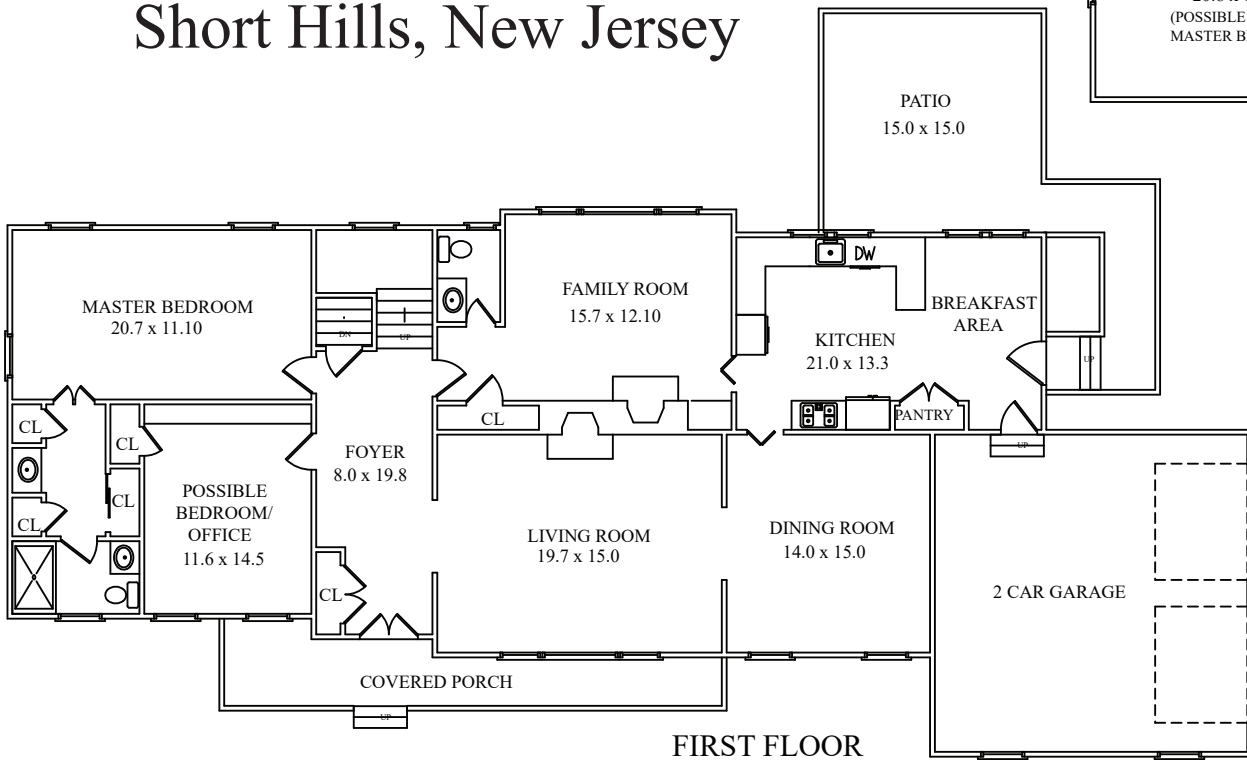 Short Hills, New Jersey
(POSSIBLE
MASTER B
PATIO
15.0 x 15.0
MASTER BEDROOM
20.7 x 11.10
DN
UP
FAMILY ROOM
15.7 x 12.10
DW
BREAKFAST
AREA
KITCHEN
21.0 x 13.3
UP
PANTRY
CL
CL
CL
FOYER
8.0 x 19.8
UP
POSSIBLE
BEDROOM/
OFFICE
11.6 x 14.5
CL
CL
LIVING ROOM
19.7 x 15.0
DINING ROOM
14.0 x 15.0
2 CAR GARAGE
CL
COVERED PORCH
UP
FIRST FLOOR